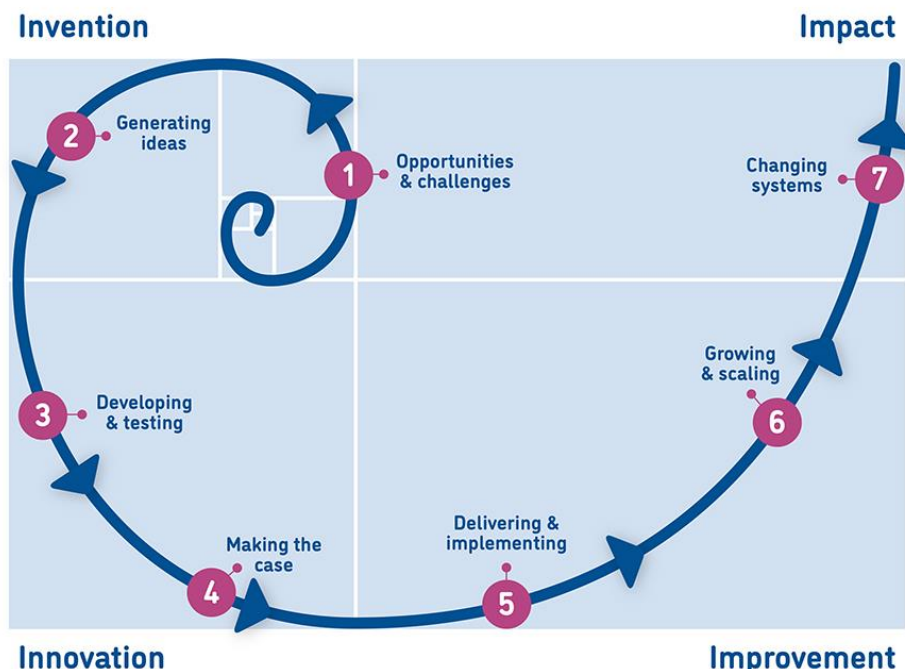 Invention
Impact
2
Generating
ideas
1
Opportunities
& challenges
Changing
systems
7
3
Developing
& testing
Growing
& scaling
6
Making the
case
4
Delivering &
implementing
5
Innovation
Improvement